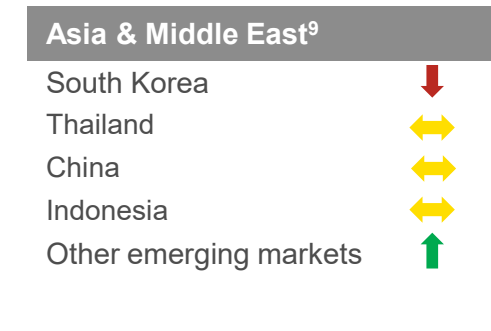 Asia & Middle East⁹
South Korea
Thailand
China
Indonesia
Other emerging markets